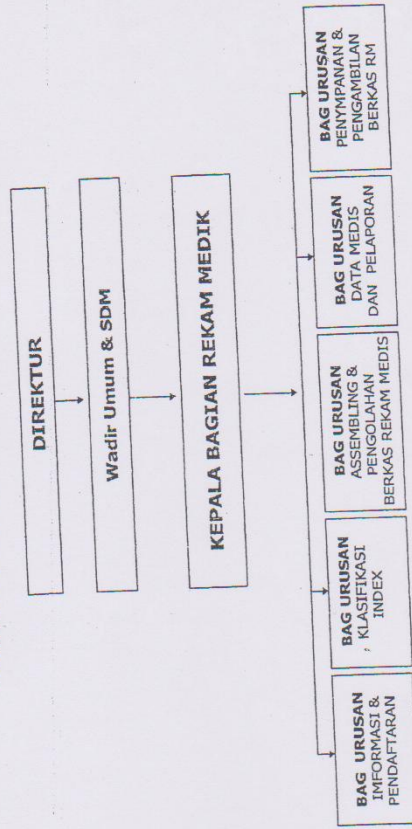 DIREKTUR
Wadir Umum & SDM
KEPALA BAGIAN REKAM MEDIK
BAG URUSAN
IMFORMASI &
PENDAFTARAN
BAG URUSAN
, KLASIFIKASI
INDEX
BAG URUSAN
ASSEMBLING &
PENGOLAHAN
BERKAS REKAM MEDIS
BAG URUSAN
DATA MEDIS
DAN PELAPORAN
BAG URUSAN
PENYMPANAN &
PENGAMBILAN
BERKAS RM